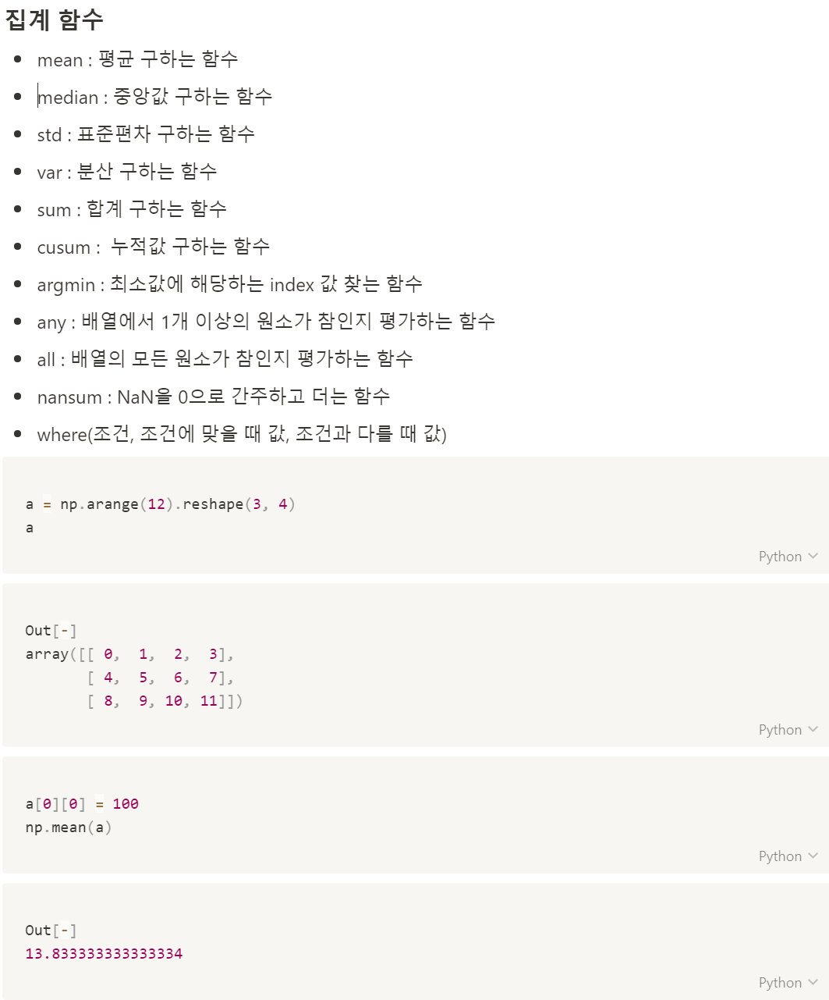 집계 함수
mean : 평균 구하는 함수
median : 중앙값 구하는 함수
std : 표준편차 구하는 함수
var : 분산 구하는 함수
sum : 합계 구하는 함수
cusum :  누적값 구하는 함수
argmin : 최소값에 해당하는 index 값 찾는 함수
any : 배열에서 1개 이상의 원소가 참인지 평가하는 함수
all : 배열의 모든 원소가 참인지 평가하는 함수
nansum : NaN을 0으로 간주하고 더는 함수
where(조건, 조건에 맞을 때 값, 조건과 다를 때 값)
a = np.arange(12).reshape(3, 4)
a
Python
Out[-]
array([[ 0,  1,  2,  3],
       [ 4,  5,  6,  7],
       [ 8,  9, 10, 11]])
Python
a[0][0] = 100
np.mean(a)
Python
Out[-]
13.833333333333334
Python